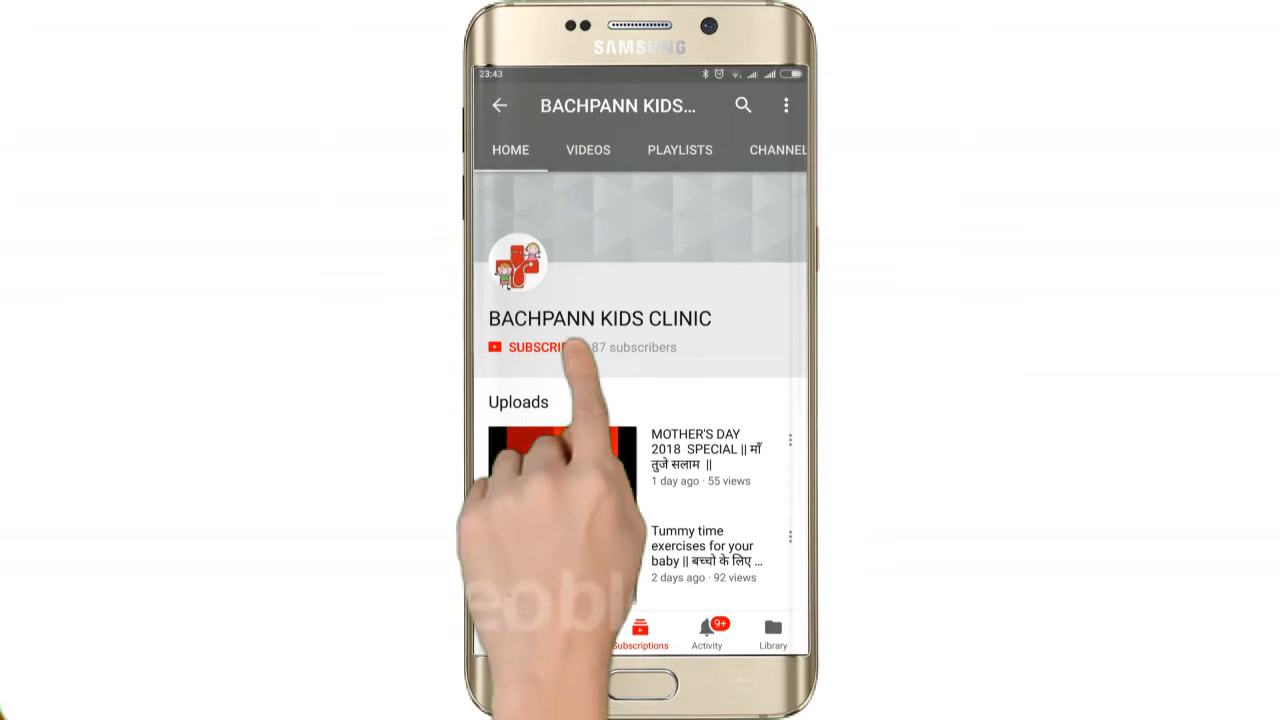 SAMSUNG
23:43
BACHPANN KIDS...
HOME VIDEOS PLAYLISTS CHANNEL
BACHPANN KIDS CLINIC
87 subscribers
Uploads
MOTHER'S DAY
2018 SPECIAL || माँ
तुजे सलाम ||
1 day ago · 55 views
Tummy time
exercises for your
baby || बच्चो के लिए ...
2 days ago · 92 views
9+
Subscriptions Activity Library